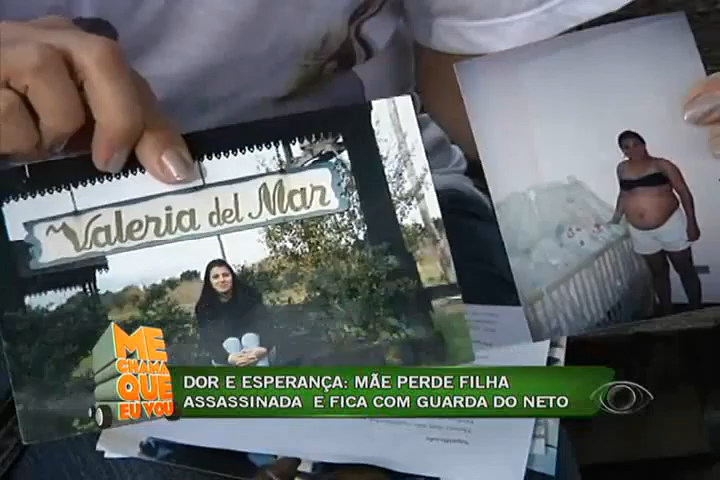 Valeria del Mar
ME
CHAMA
QUE
EU VOU
DOR E ESPERANÇA: MÃE PERDE FILHA
ASSASSINADA E FICA COM GUARDA DO NETO